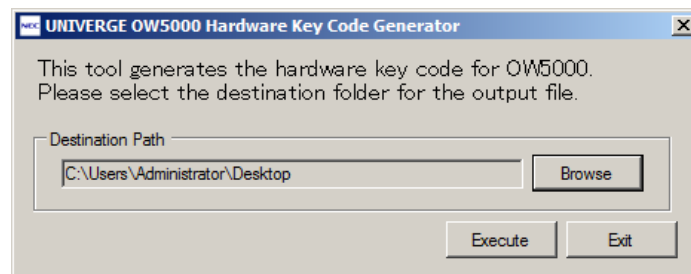 NEC UNIVERGE OW5000 Hardware Key Code Generator
This tool generates the hardware key code for OW5000.
Please select the destination folder for the output file.
Destination Path
C:\Users\Administrator\Desktop
Browse
Execute
Exit